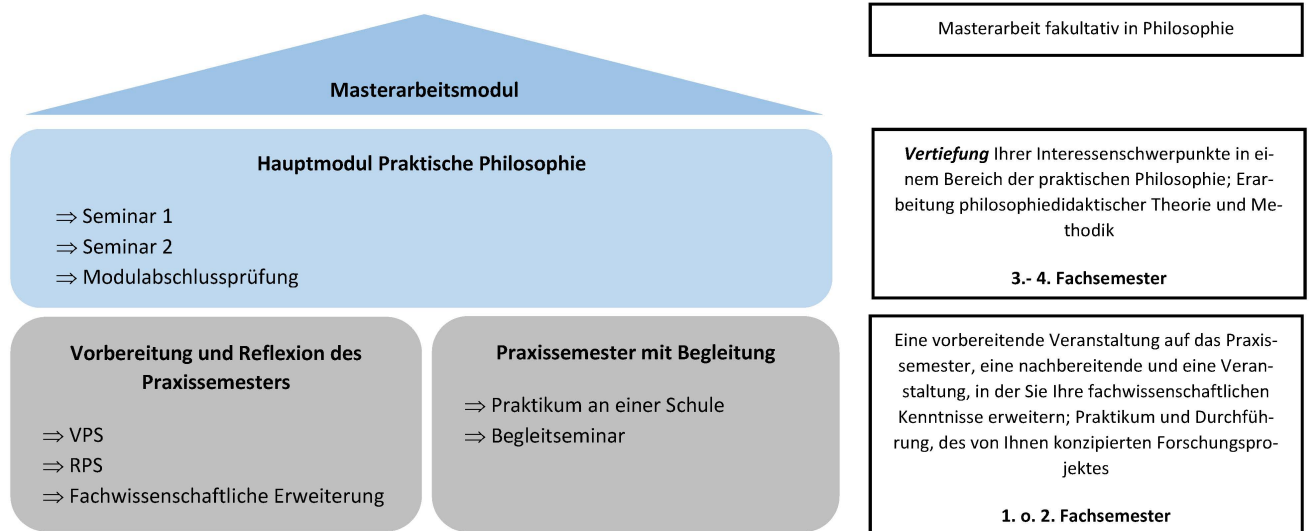 Masterarbeitsmodul
Masterarbeit fakultativ in Philosophie
Hauptmodul Praktische Philosophie
⇒ Seminar 1
⇒ Seminar 2
⇒ Modulabschlussprüfung
Vertiefung Ihrer Interessenschwerpunkte in ei-
nem Bereich der praktischen Philosophie; Erar-
beitung philosophiedidaktischer Theorie und Me-
thodik
3.- 4. Fachsemester
Vorbereitung und Reflexion des
Praxissemesters
⇒ VPS
⇒ RPS
⇒ Fachwissenschaftliche Erweiterung
Praxissemester mit Begleitung
⇒ Praktikum an einer Schule
⇒ Begleitseminar
Eine vorbereitende Veranstaltung auf das Praxis-
semester, eine nachbereitende und eine Veran-
staltung, in der Sie Ihre fachwissenschaftlichen
Kenntnisse erweitern; Praktikum und Durchfüh-
rung, des von Ihnen konzipierten Forschungspro-
jektes
1. o. 2. Fachsemester